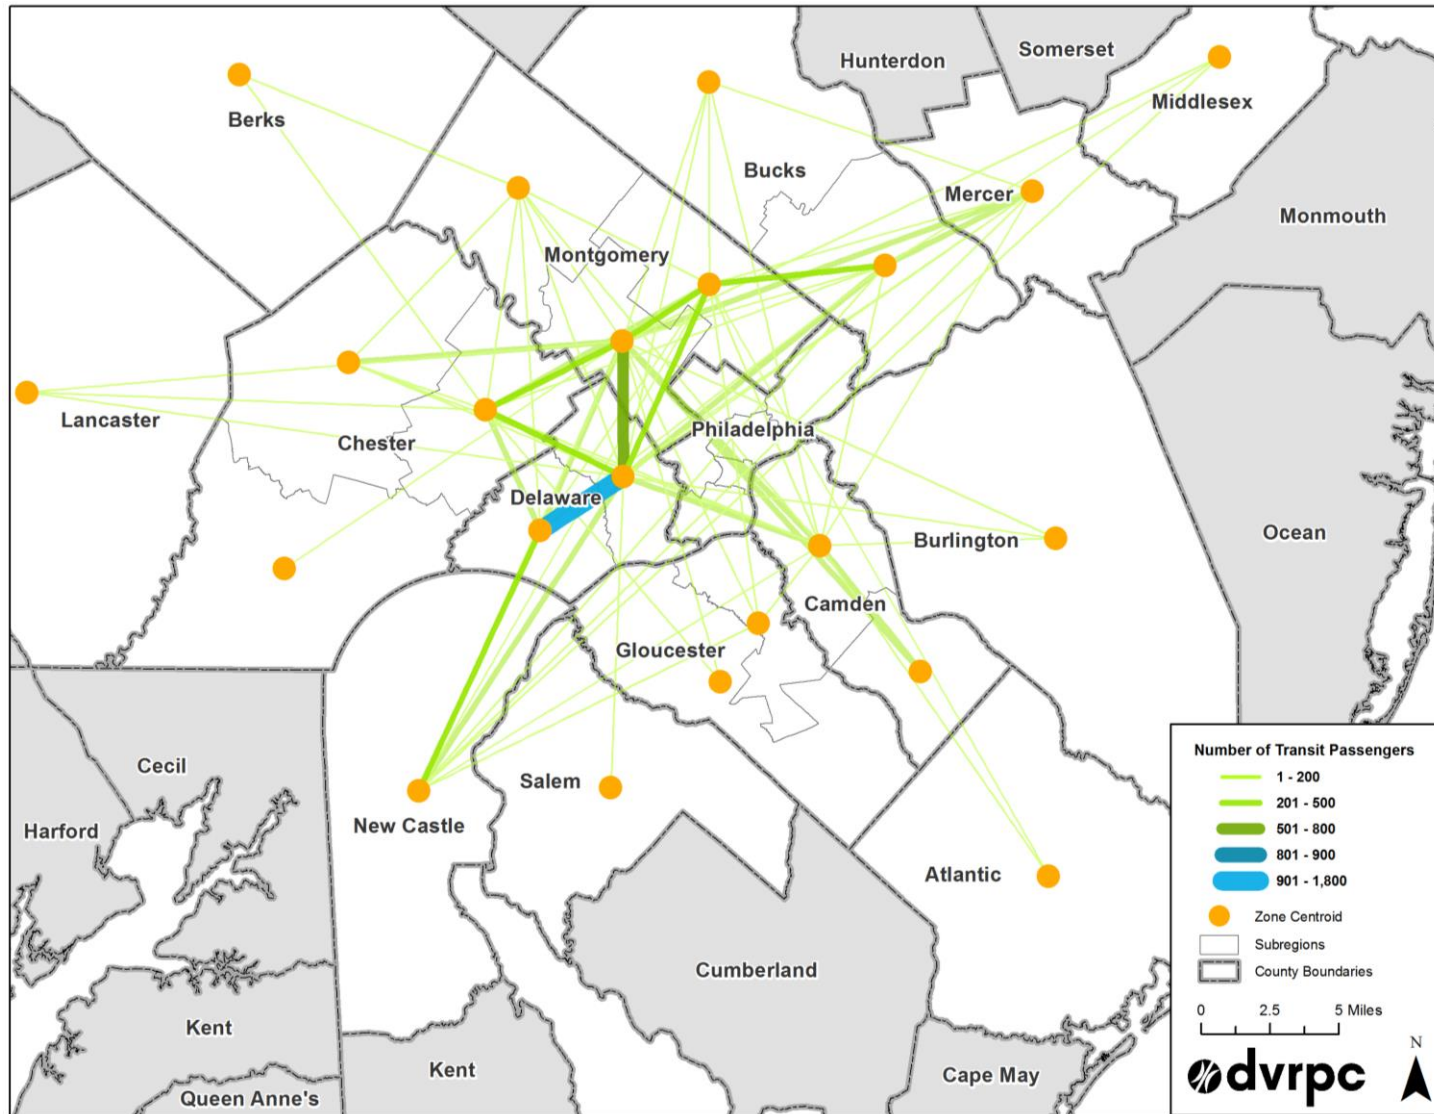 Somerset
Hunterdon
Middlesex
Berks
Bucks
Mercer
Monmouth
Montgomery
Lancaster
Philadelphia
Chester
Delaware
Ocean
Burlington
Camden
Gloucester
Cecil
Salem
New Castle
Harford
Atlantic
Cumberland
Kent
Kent
Cape May
Queen Anne's
Number of Transit Passengers
1 - 200
201 - 500
501 - 800
801 - 900
901 - 1,800
Zone Centroid
Subregions
County Boundaries
0 2.5 5 Miles
N
dvrpc